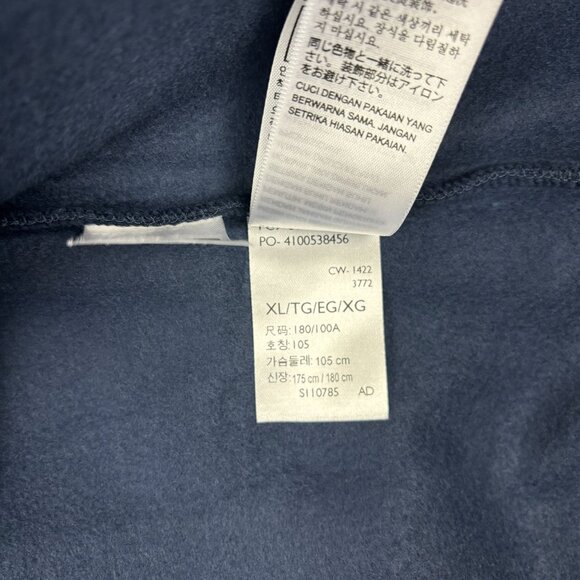 하십시오. 장식을 다림질하
지 마십시오.
同じ色物と一緒に洗って下
さい。装飾部分はアイロン
をお避け下さい。
CUCI DENGAN PAKAIAN YANG
BERWARNA SAMA. JANGAN
SETRIKA HIASAN PAKAIAN.
PO- 4100538456
CW- 1422
3772
XL/TG/EG/XG
尺码: 180/100A
호칭: 105
가슴둘레: 105 cm
신장: 175 cm / 180 cm
S110785 AD